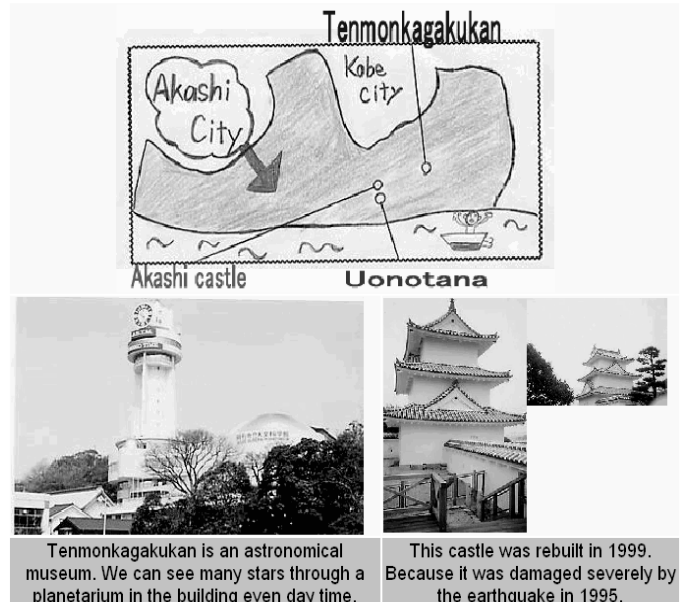 Tenmonkagakukan
Akashi
City
Kobe
city
Akashi castle
Uonotana
Tenmonkagakukan is an astronomical
museum. We can see many stars through a
planetarium in the building even day time.
This castle was rebuilt in 1999.
Because it was damaged severely by
the earthquake in 1995.